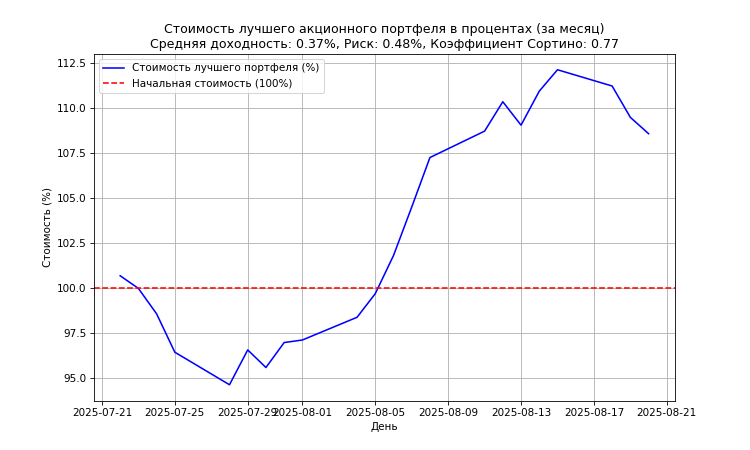 Стоимость лучшего акционного портфеля в процентах (за месяц)
Средняя доходность: 0.37%, Риск: 0.48%, Коэффициент Сортино: 0.77
Стоимость лучшего портфеля (%)
Начальная стоимость (100%)
Стоимость (%)
112.5
110.0
107.5
105.0
102.5
100.0
97.5
95.0
2025-07-21 2025-07-25 2025-07-29 2025-08-01 2025-08-05 2025-08-09 2025-08-13 2025-08-17 2025-08-21
День